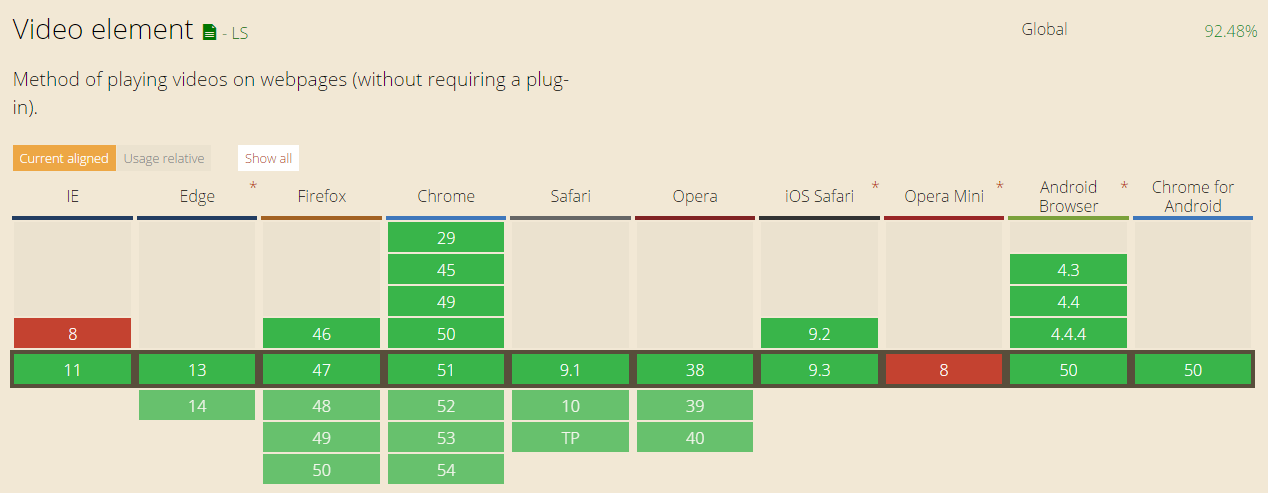 Video element - LS
Global 92.48%
Method of playing videos on webpages (without requiring a plug-
in).
Current aligned Usage relative Show all
IE Edge * Firefox Chrome Safari Opera iOS Safari * Opera Mini * Android Browser * Chrome for Android
29
45 4.3
49 4.4
8 46 50 9.2 4.4.4
11 13 47 51 9.1 38 9.3 8 50 50
14 48 52 10 39
49 53 TP 40
50 54